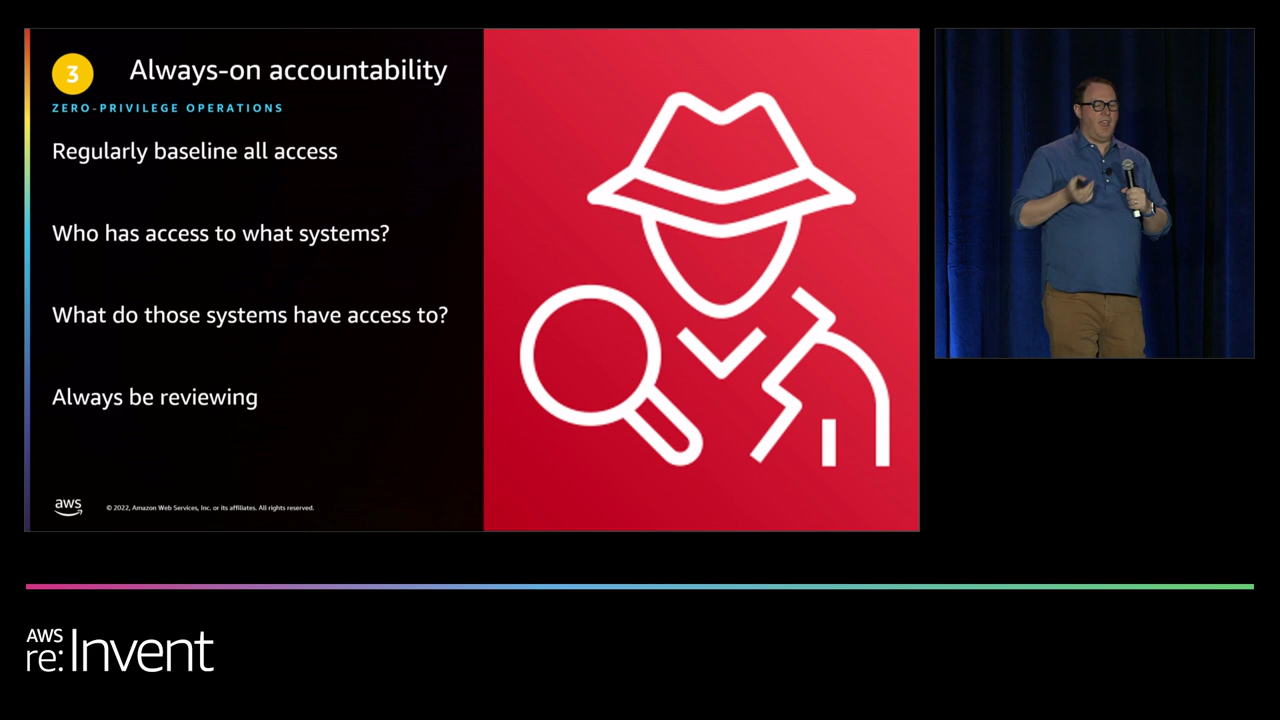 3
Always-on accountability
ZERO-PRIVILEGE OPERATIONS
Regularly baseline all access
Who has access to what systems?
What do those systems have access to?
Always be reviewing
aws
© 2022, Amazon Web Services, Inc. or its affiliates. All rights reserved.
AWS
re:Invent